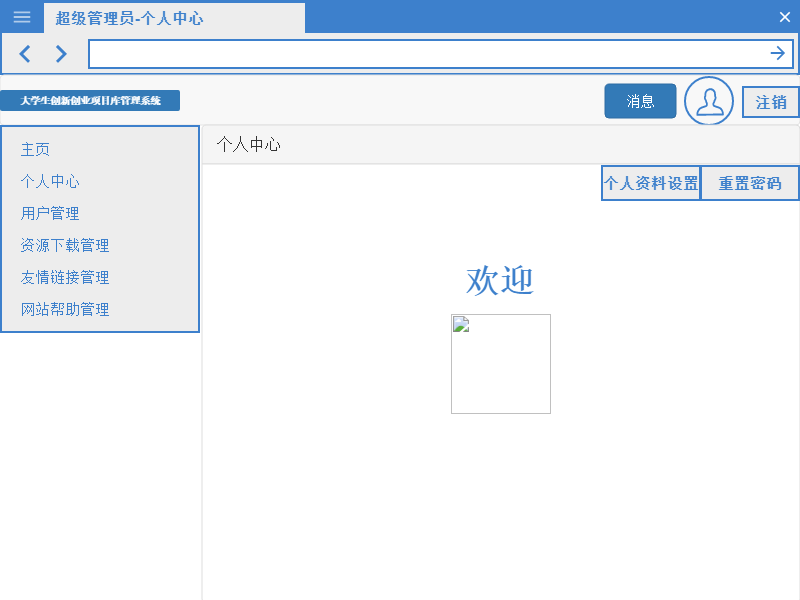 超级管理员-个人中心
大学生创新创业项目库管理系统
消息
注销
主页
个人中心
用户管理
资源下载管理
友情链接管理
网站帮助管理
个人中心
个人资料设置 重置密码
欢迎